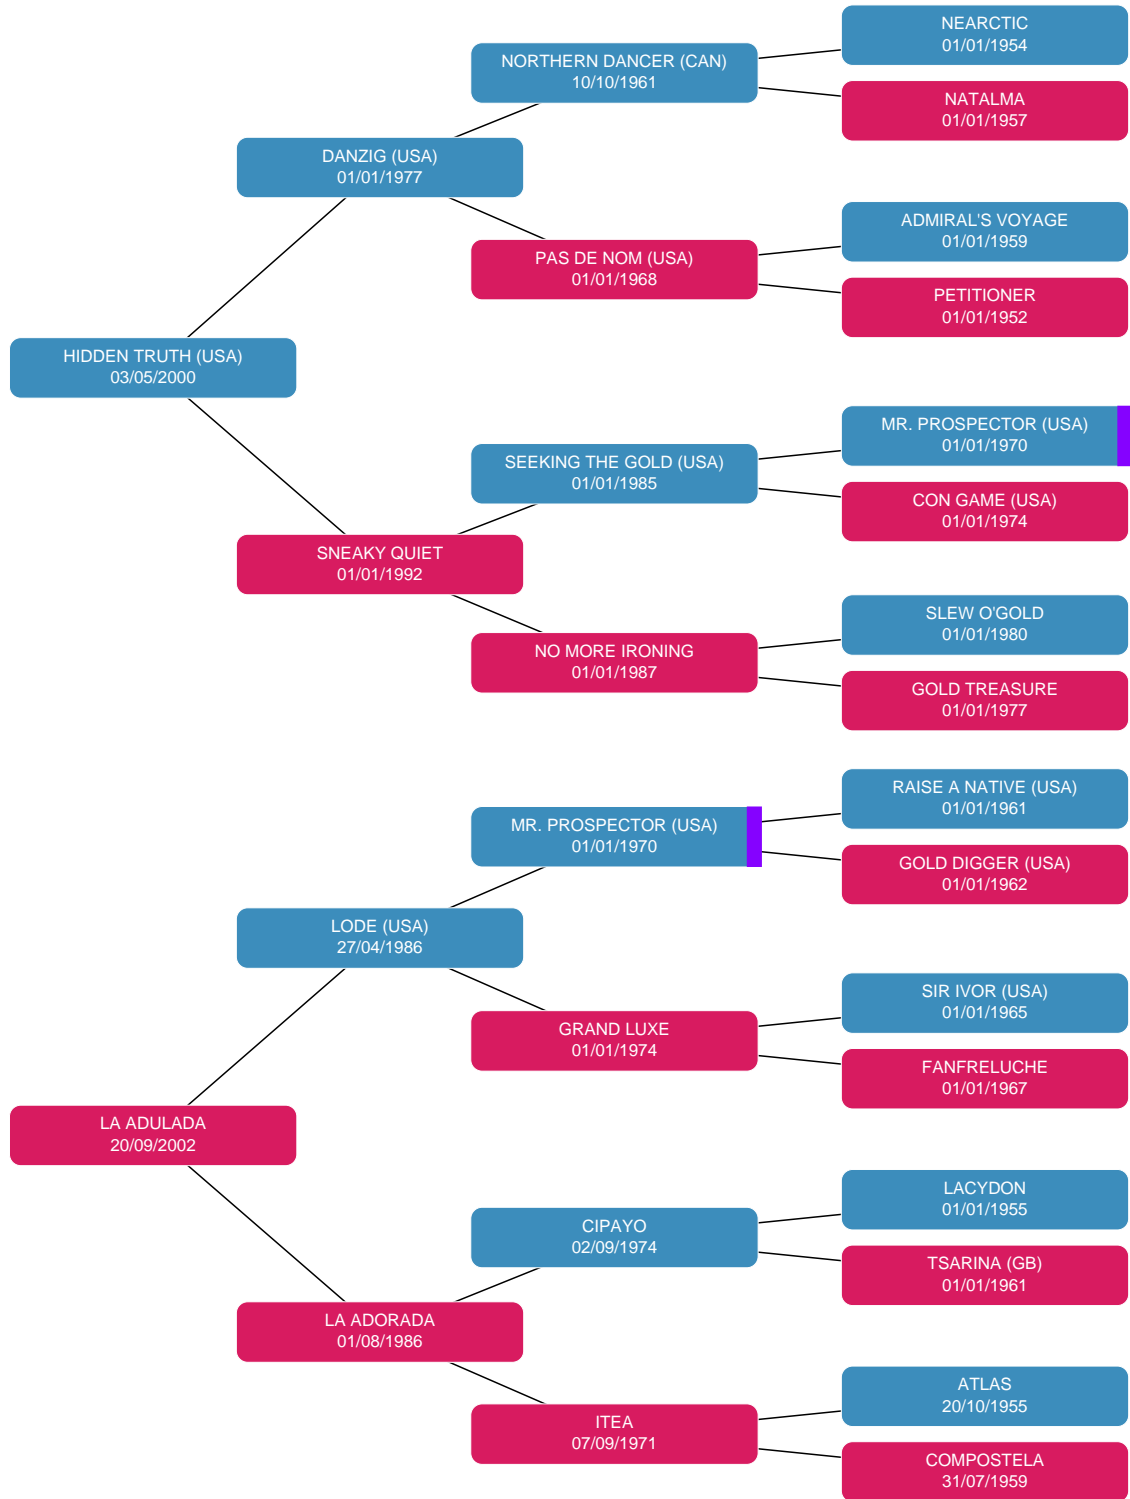 NEARCTIC
01/01/1954
NORTHERN DANCER (CAN)
10/10/1961
NATALMA
01/01/1957
DANZIG (USA)
01/01/1977
ADMIRAL'S VOYAGE
01/01/1959
PAS DE NOM (USA)
01/01/1968
PETITIONER
01/01/1952
HIDDEN TRUTH (USA)
03/05/2000
MR. PROSPECTOR (USA)
01/01/1970
SEEKING THE GOLD (USA)
01/01/1985
CON GAME (USA)
01/01/1974
SNEAKY QUIET
01/01/1992
SLEW O'GOLD
01/01/1980
NO MORE IRONING
01/01/1987
GOLD TREASURE
01/01/1977
RAISE A NATIVE (USA)
01/01/1961
MR. PROSPECTOR (USA)
01/01/1970
GOLD DIGGER (USA)
01/01/1962
LODE (USA)
27/04/1986
SIR IVOR (USA)
01/01/1965
GRAND LUXE
01/01/1974
FANFRELUCHE
01/01/1967
LA ADULADA
20/09/2002
LACYDON
01/01/1955
CIPAYO
02/09/1974
TSARINA (GB)
01/01/1961
LA ADORADA
01/08/1986
ATLAS
20/10/1955
ITEA
07/09/1971
COMPOSTELA
31/07/1959